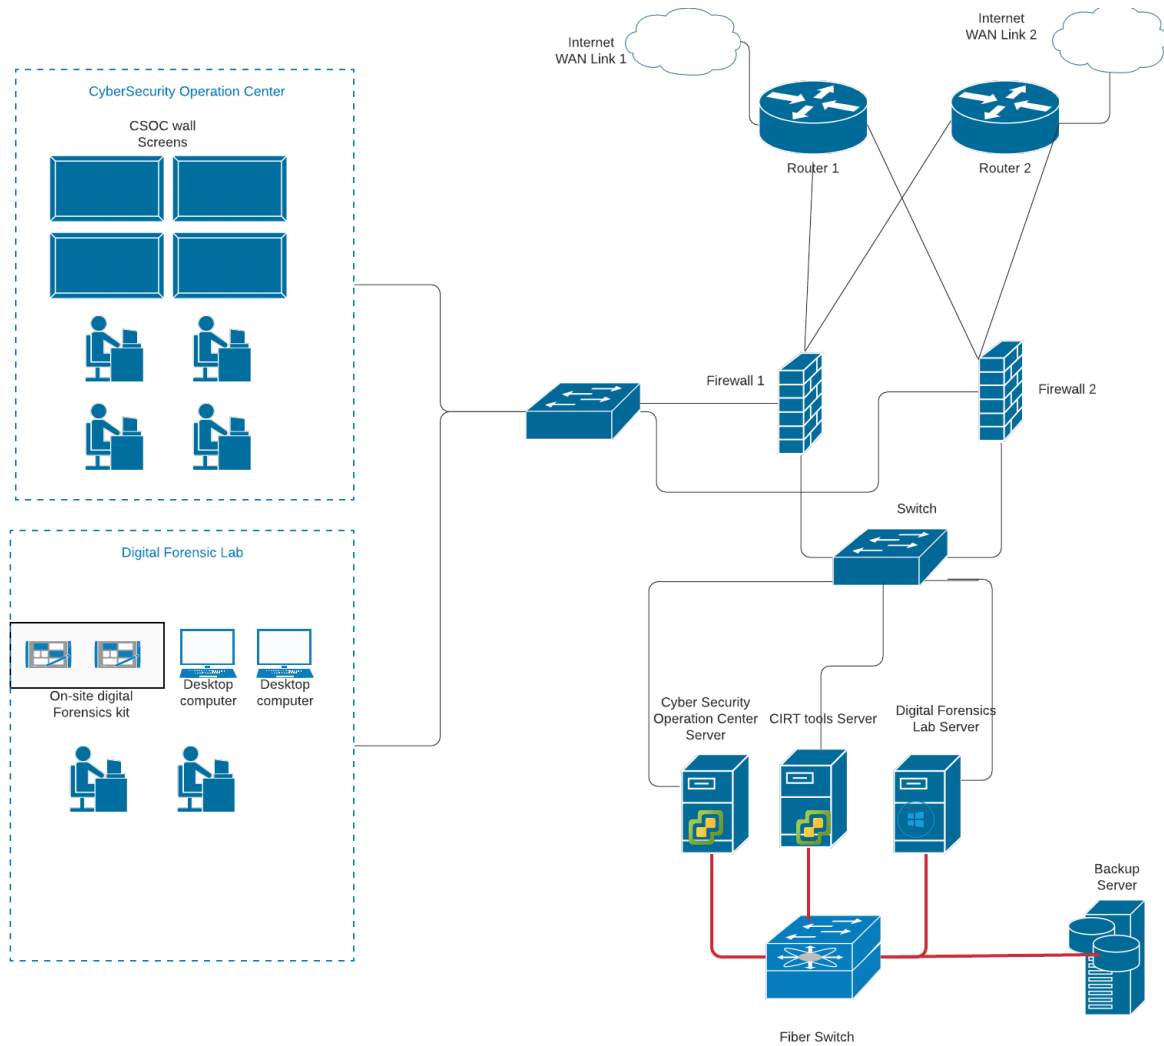 Internet
WAN Link 1
Internet
WAN Link 2
CyberSecurity Operation Center
CSOC wall
Screens
Router 1
Router 2
Firewall 1
Firewall 2
Switch
Digital Forensic Lab
On-site digital
Forensics kit
Desktop
computer
Desktop
computer
Cyber Security
Operation Center
Server
CIRT tools Server
Digital Forensics
Lab Server
Backup
Server
Fiber Switch